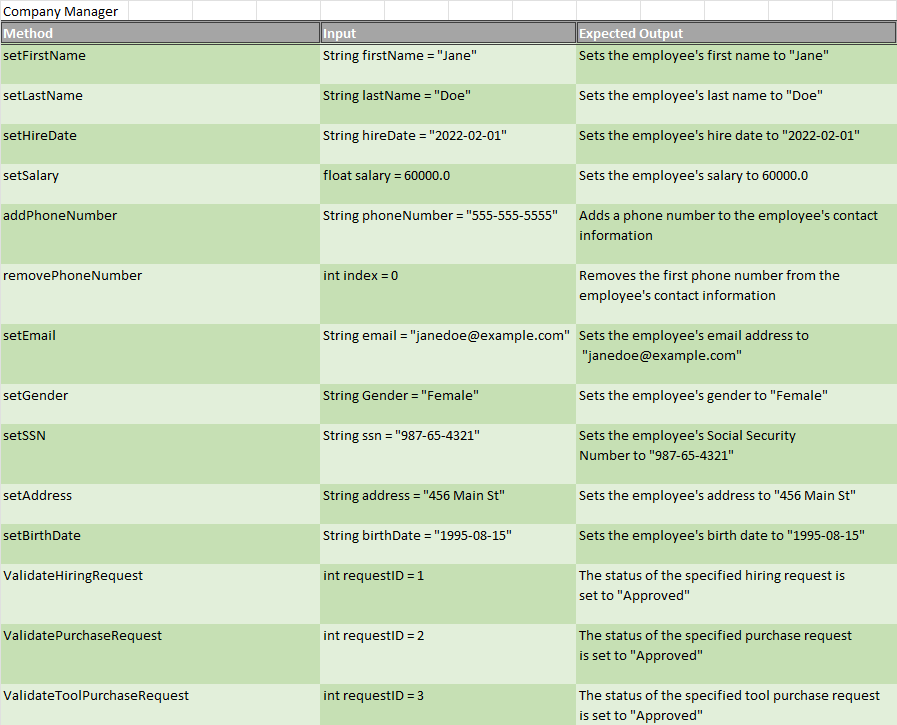 Company Manager
Method Input Expected Output
setFirstName String firstName = "Jane" Sets the employee's first name to "Jane"
setLastName String lastName = "Doe" Sets the employee's last name to "Doe"
setHireDate String hireDate = "2022-02-01" Sets the employee's hire date to "2022-02-01"
setSalary float salary = 60000.0 Sets the employee's salary to 60000.0
addPhoneNumber String phoneNumber = "555-555-5555" Adds a phone number to the employee's contact
information
removePhoneNumber int index = 0 Removes the first phone number from the
employee's contact information
setEmail String email = "janedoe@example.com" Sets the employee's email address to
"janedoe@example.com"
setGender String Gender = "Female" Sets the employee's gender to "Female"
setSSN String ssn = "987-65-4321" Sets the employee's Social Security
Number to "987-65-4321"
setAddress String address = "456 Main St" Sets the employee's address to "456 Main St"
setBirthDate String birthDate = "1995-08-15" Sets the employee's birth date to "1995-08-15"
ValidateHiringRequest int requestID = 1 The status of the specified hiring request is
set to "Approved"
ValidatePurchaseRequest int requestID = 2 The status of the specified purchase request
is set to "Approved"
ValidateToolPurchaseRequest int requestID = 3 The status of the specified tool purchase request
is set to "Approved"